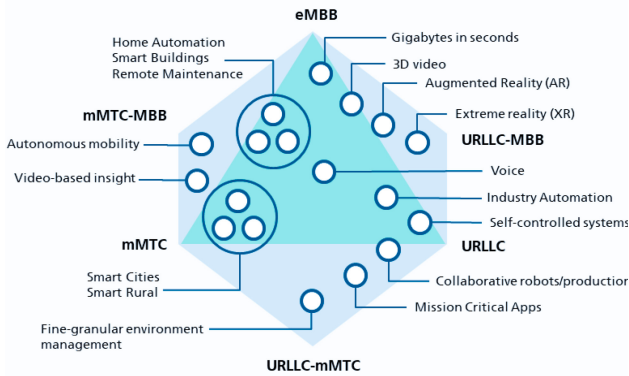 eMBB
Home Automation
Smart Buildings
Remote Maintenance
Gigabytes in seconds
3D video
Augmented Reality (AR)
Extreme reality (XR)
mMTC-MBB
URLLC-MBB
Autonomous mobility
Video-based insight
Voice
Industry Automation
Self-controlled systems
mMTC
URLLC
Smart Cities
Smart Rural
Collaborative robots/production
Mission Critical Apps
Fine-granular environment
management
URLLC-mMTC